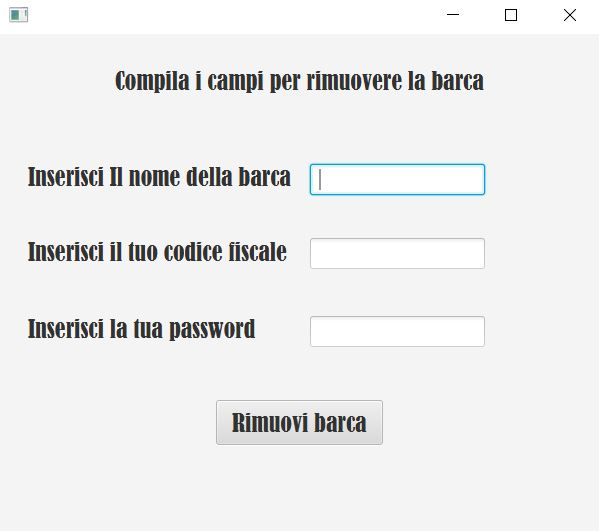 Compila i campi per rimuovere la barca
Inserisci Il nome della barca
Inserisci il tuo codice fiscale
Inserisci la tua password
Rimuovi barca